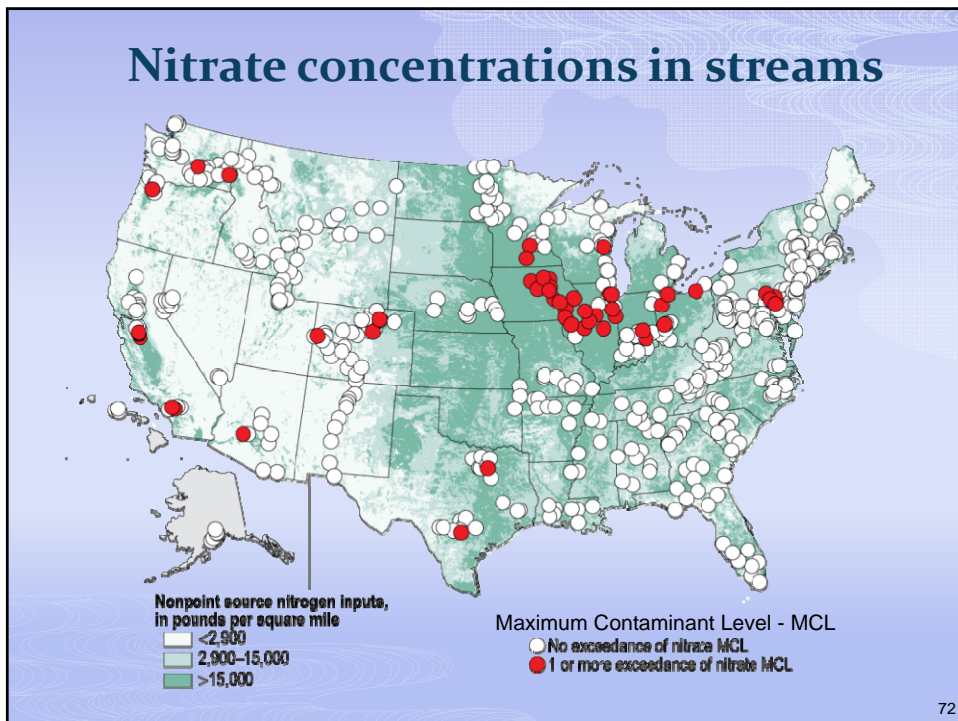 Nitrate concentrations in streams
Nonpoint source nitrogen inputs,
in pounds per square mile
<2,900
2,900–15,000
>15,000
Maximum Contaminant Level - MCL
No exceedance of nitrate MCL
1 or more exceedance of nitrate MCL
72